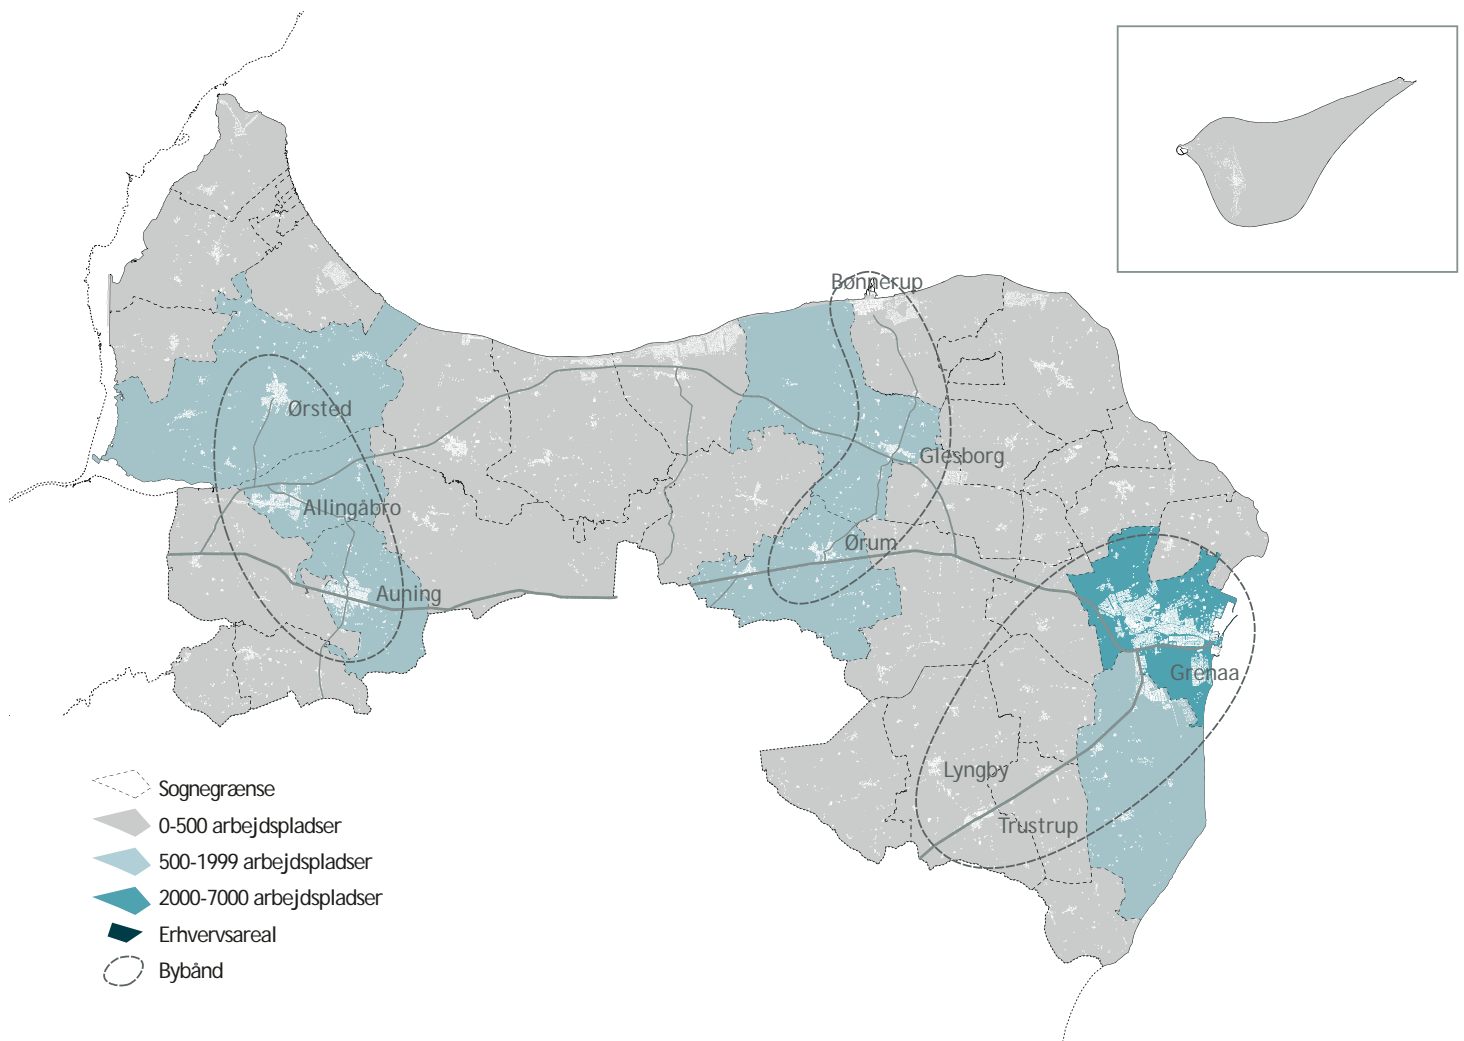 Bønnerup
Ørsted
Glesborg
Allingåbro
Ørum
Auning
Grenaa
Lyngby
Trustrup
Sognegrænse
0-500 arbejdspladser
500-1999 arbejdspladser
2000-7000 arbejdspladser
Erhvervsareal
Bybånd